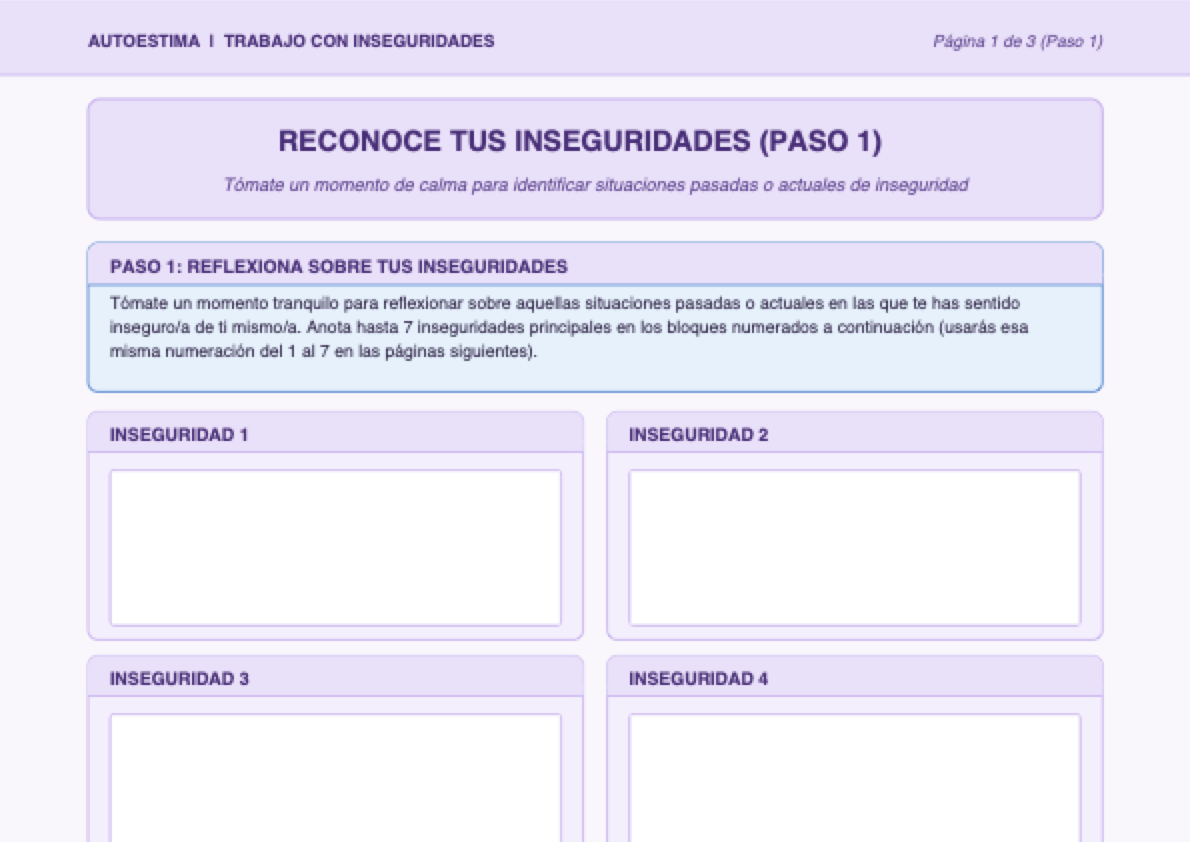 AUTOESTIMA | TRABAJO CON INSEGURIDADES
Página 1 de 3 (Paso 1)
RECONOCE TUS INSEGURIDADES (PASO 1)
Tómate un momento de calma para identificar situaciones pasadas o actuales de inseguridad
PASO 1: REFLEXIONA SOBRE TUS INSEGURIDADES
Tómate un momento tranquilo para reflexionar sobre aquellas situaciones pasadas o actuales en las que te has sentido
inseguro/a de ti mismo/a. Anota hasta 7 inseguridades principales en los bloques numerados a continuación (usarás esa
misma numeración del 1 al 7 en las páginas siguientes).
INSEGURIDAD 1
INSEGURIDAD 2
INSEGURIDAD 3
INSEGURIDAD 4